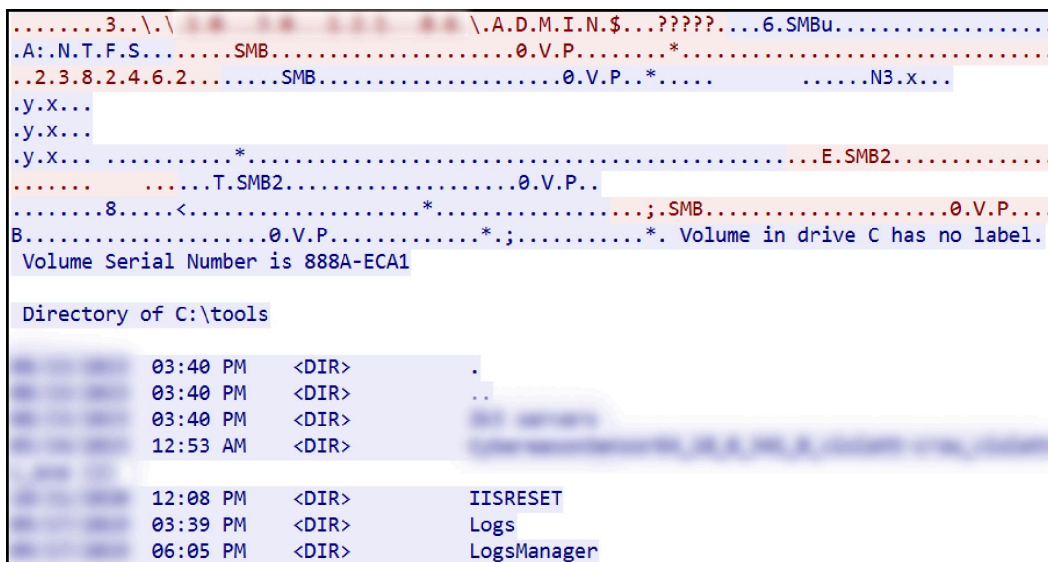 ........3..\.\ \.A.D.M.I.N.$...?????....6.SMBu...................
.A:.N.T.F.S........SMB.....................0.V.P.......*...............................
..2.3.8.2.4.6.2........SMB.....................0.V.P..*..... ......N3.x...
.y.x...
.y.x...
.y.x... ...........*................................................E.SMB2.............
....... ......T.SMB2....................0.V.P..
........8.....<....................*...................;.SMB.....................0.V.P....
B.....................0.V.P.............*.;...........*. Volume in drive C has no label.
Volume Serial Number is 888A-ECA1
Directory of C:\tools
03:40 PM <DIR> .
03:40 PM <DIR> ..
03:40 PM <DIR>
12:53 AM <DIR>
12:08 PM <DIR> IISRESET
03:39 PM <DIR> Logs
06:05 PM <DIR> LogsManager